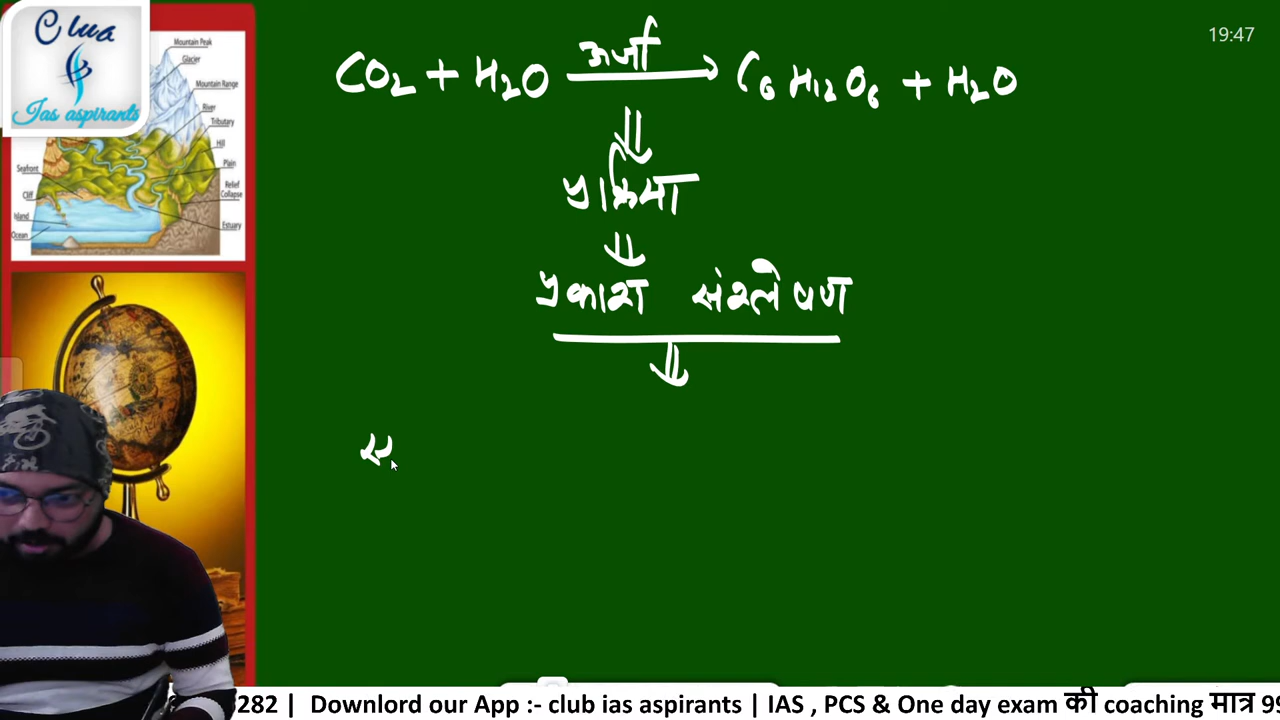 Clua
Ias aspirants
Mountain Peak
Glacier
Mountain Range
River
Tributary
Hill
Plain
Seafront
Relief
Collapse
Cliff
Island
Estuary
Ocean
19:47
ऊर्जा
CO2 + H2O → C6 H12 O6 + H2O
⇓
प्रक्रिया
⇓
प्रकाश संश्लेषण
⇓
282 | Downlord our App :- club ias aspirants | IAS , PCS & One day exam की coaching मात्र 99